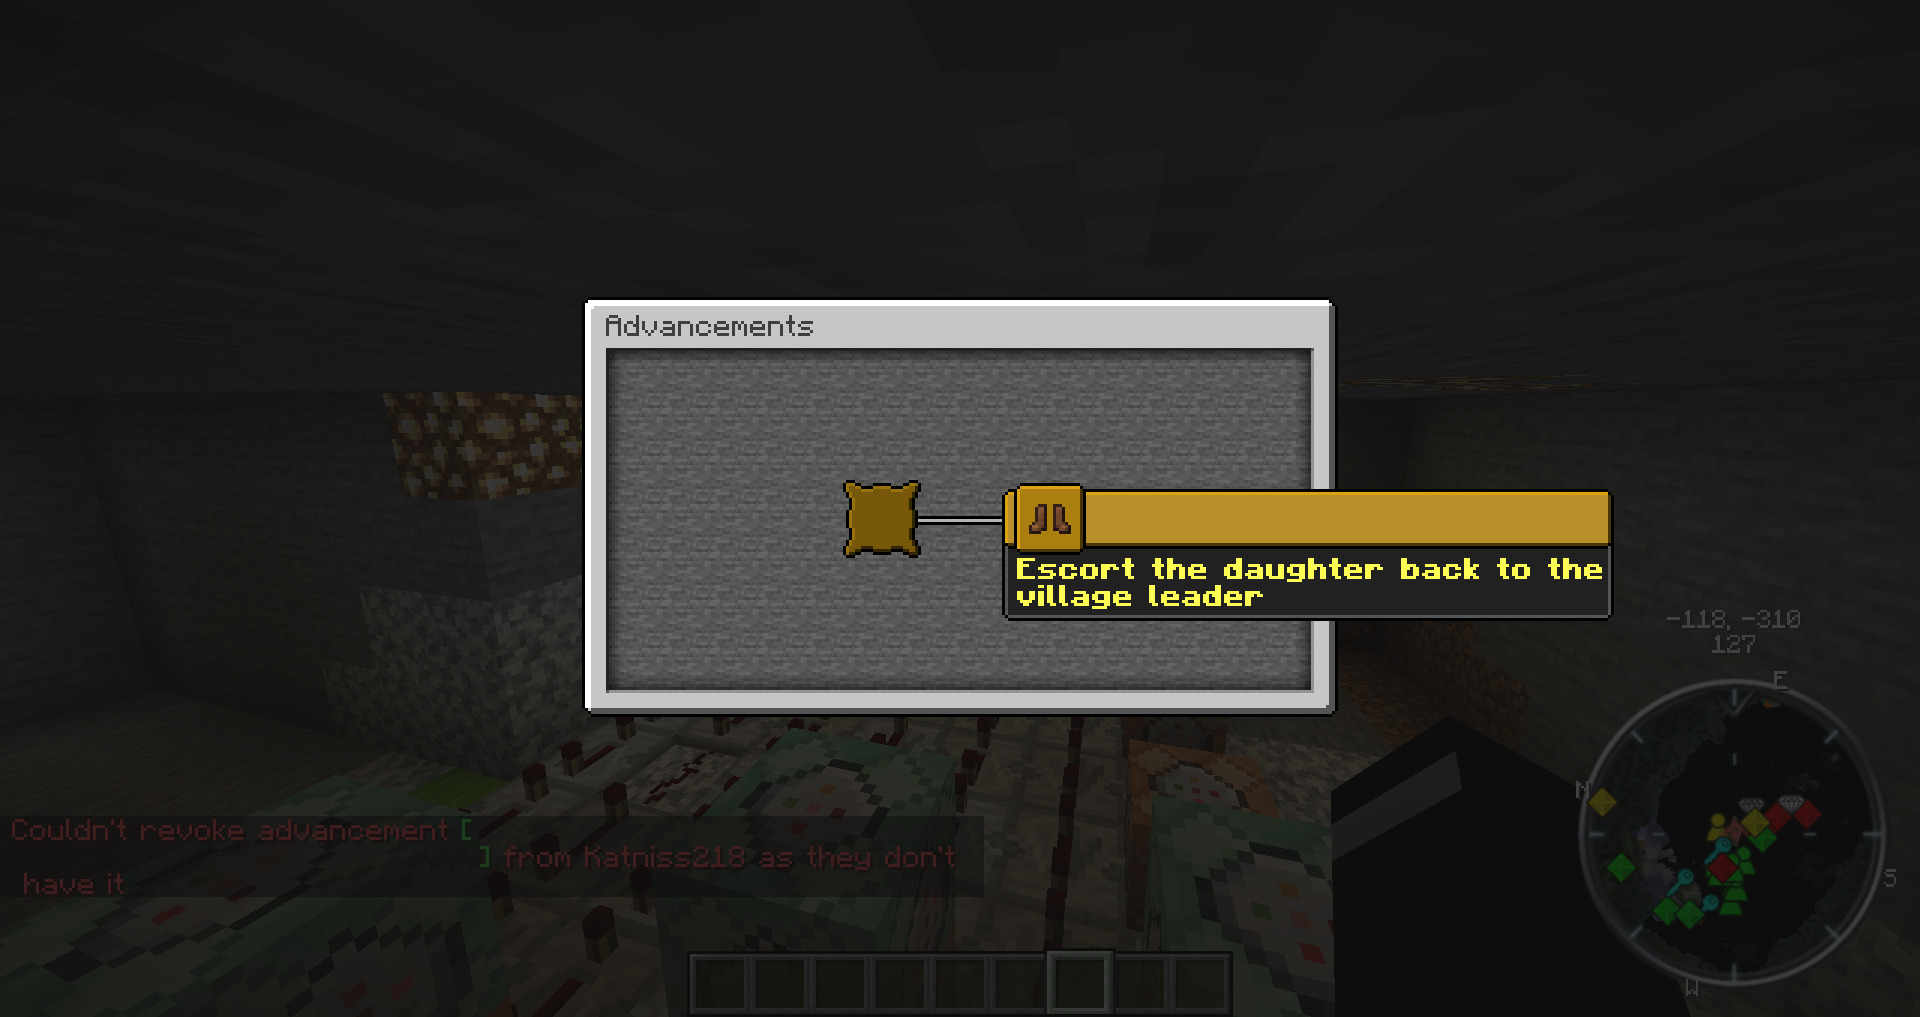 Advancements
Escort the daughter back to the
village leader
-118, -310
127
E
N
Couldn't revoke advancement [
] from Katniss218 as they don't
have it
S
W